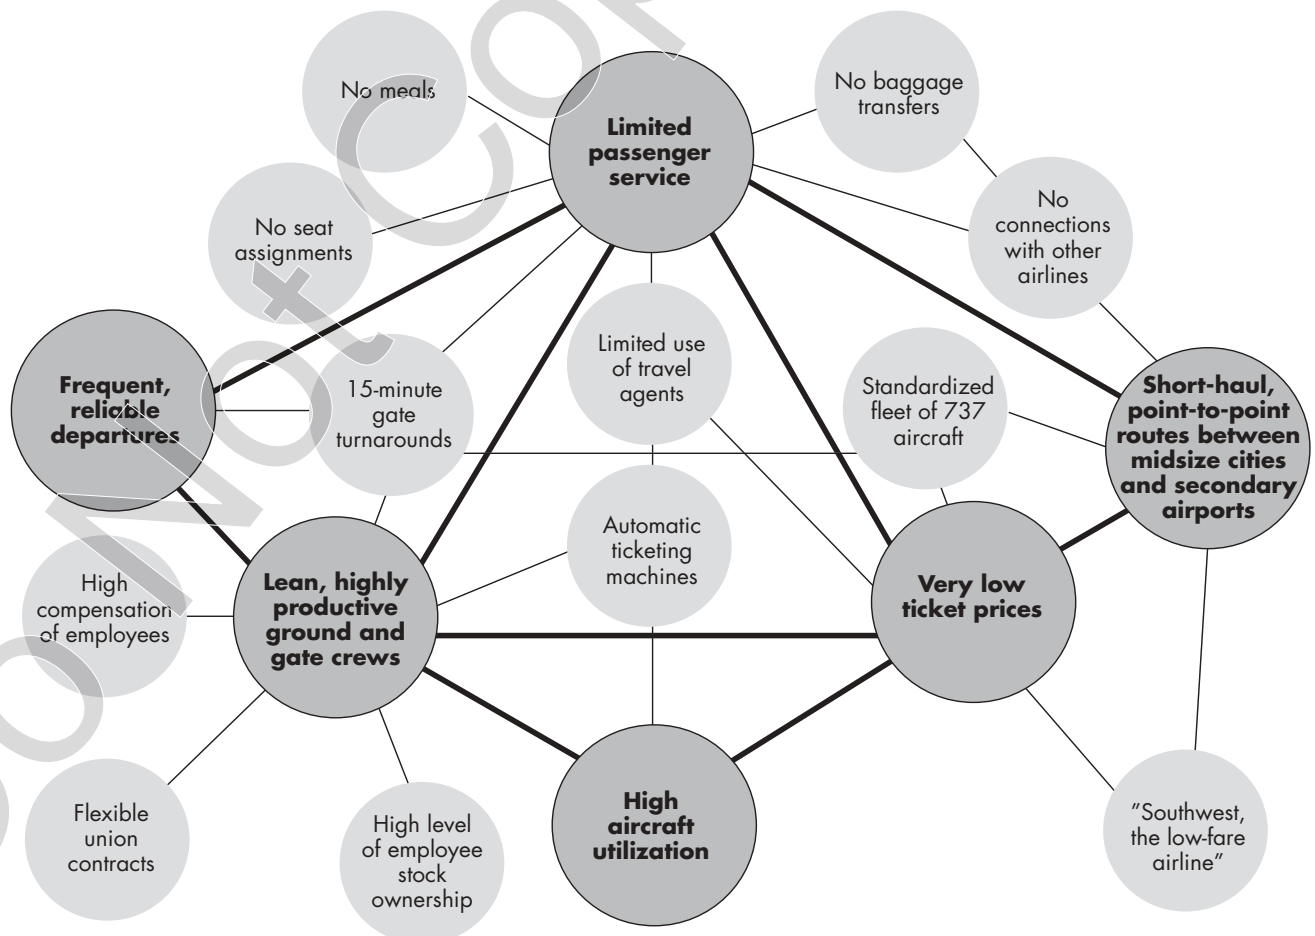 No meals
Limited
passenger
service
No baggage
transfers
No seat
assignments
No
connections
with other
airlines
Frequent,
reliable
departures
15-minute
gate
turnarounds
Limited use
of travel
agents
Standardized
fleet of 737
aircraft
Short-haul,
point-to-point
routes between
midsize cities
and secondary
airports
High
compensation
of employees
Lean, highly
productive
ground and
gate crews
Automatic
ticketing
machines
Very low
ticket prices
Flexible
union
contracts
High level
of employee
stock
ownership
High
aircraft
utilization
"Southwest,
the low-fare
airline"
Do Not Cop